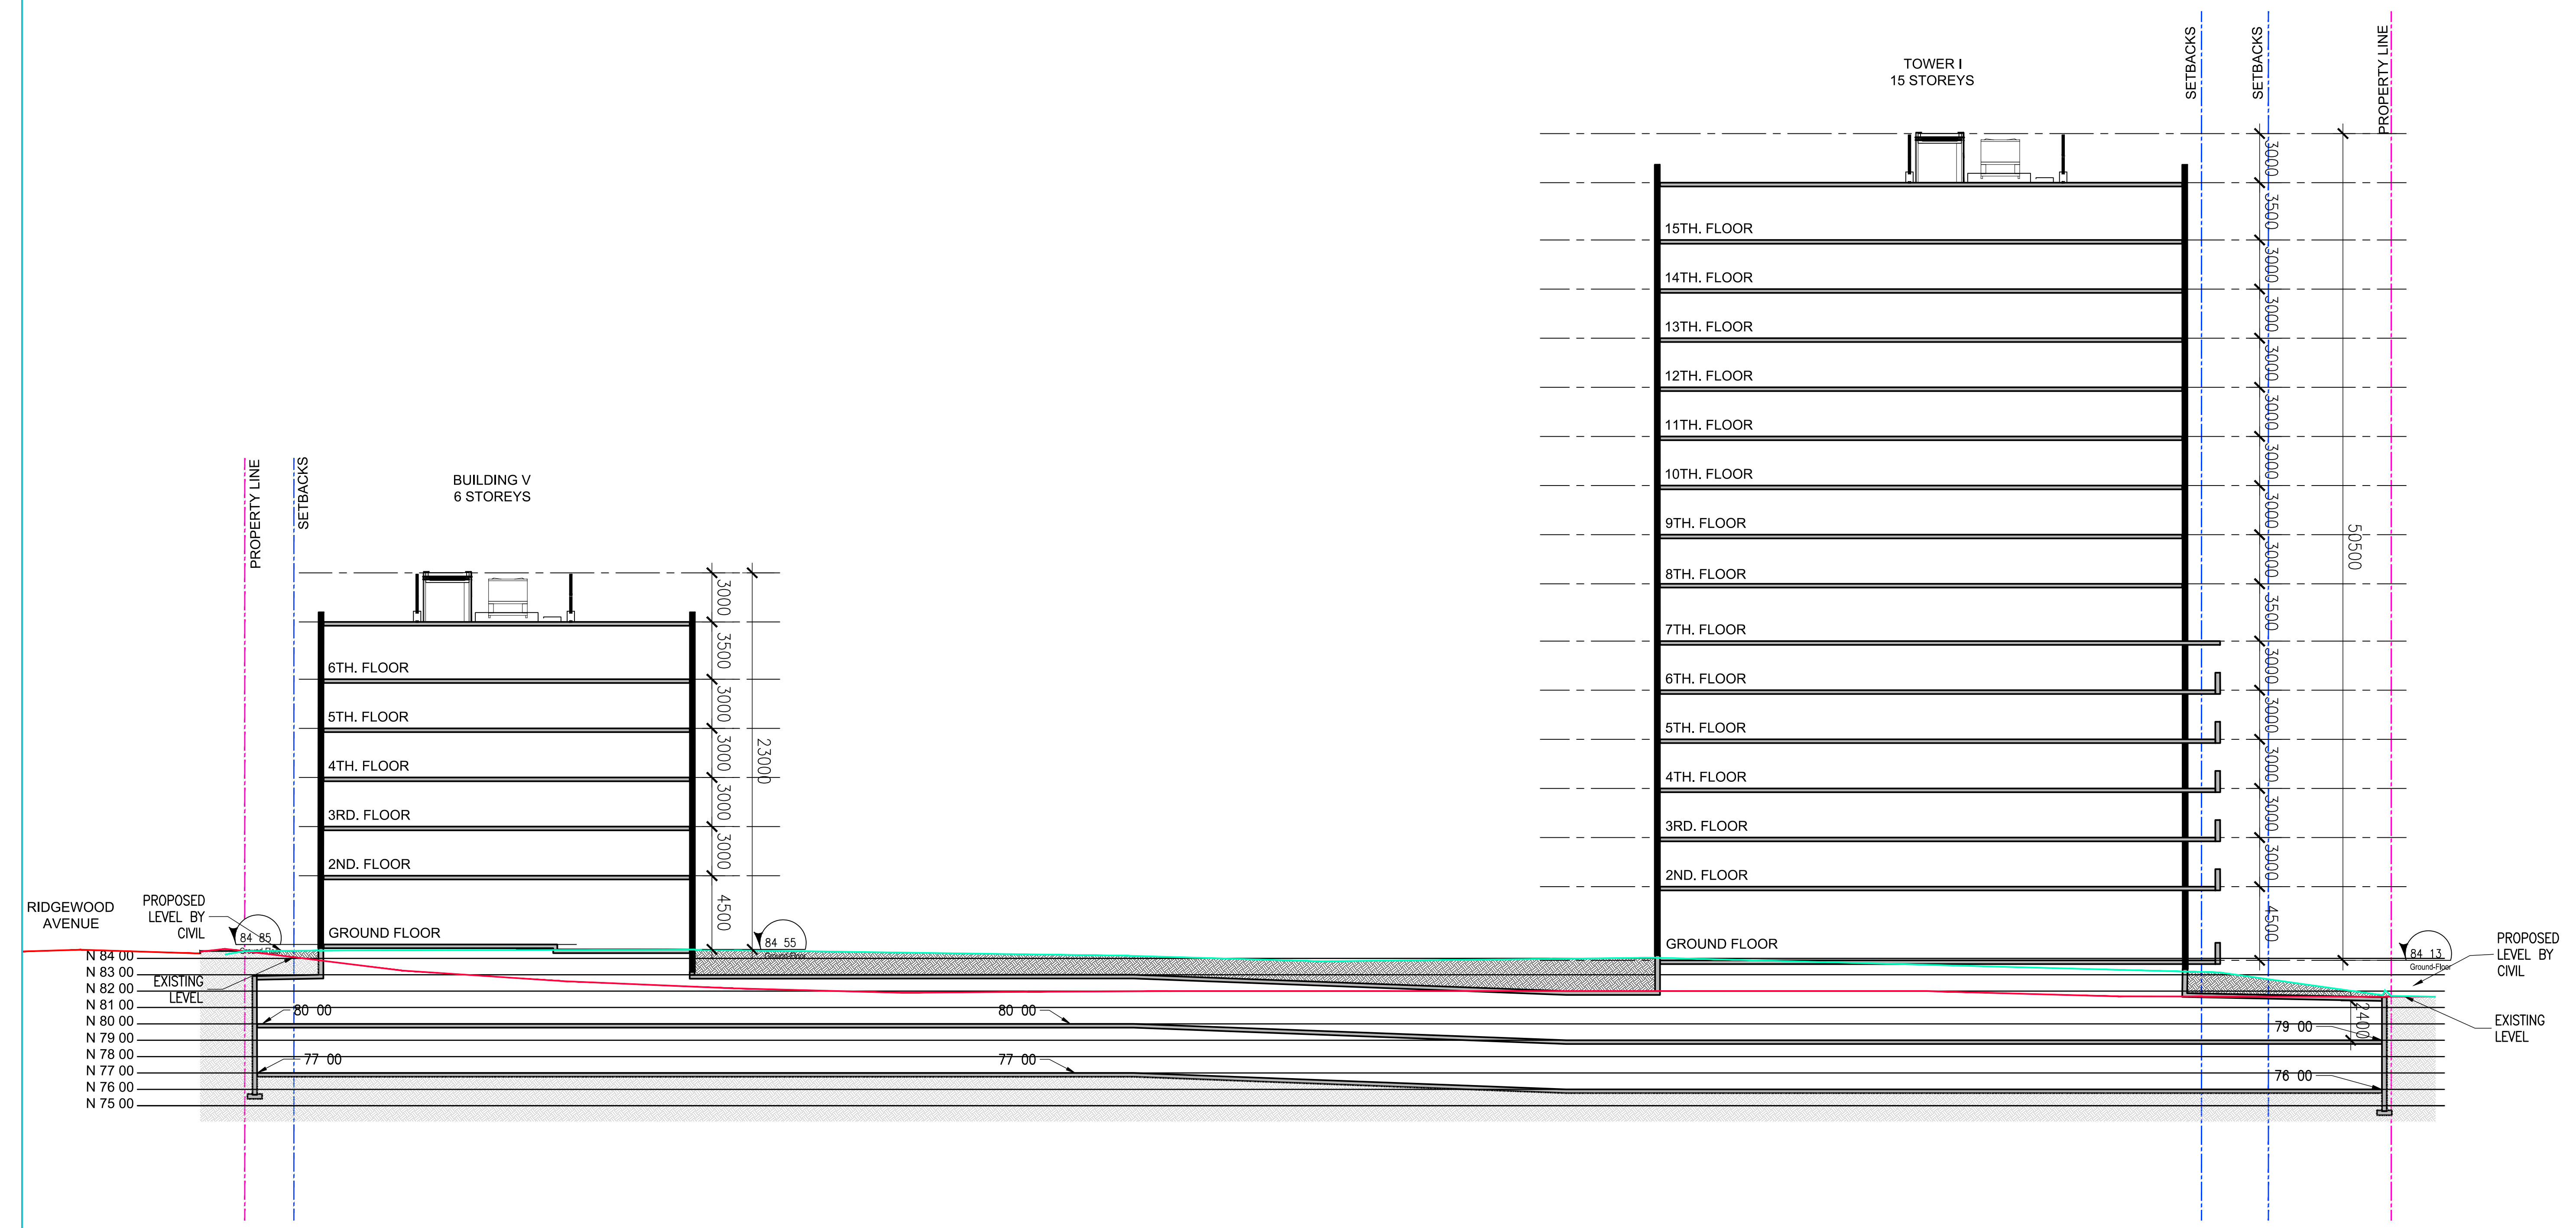 TOWER I
15 STOREYS
SETBACKS
SETBACKS
PROPERTY LINE
3000
3500
3000
3000
3000
3000
3000
3000
3000
3500
3000
3000
3000
3000
3000
4500
50500
15TH. FLOOR
14TH. FLOOR
13TH. FLOOR
12TH. FLOOR
11TH. FLOOR
10TH. FLOOR
9TH. FLOOR
8TH. FLOOR
7TH. FLOOR
6TH. FLOOR
5TH. FLOOR
4TH. FLOOR
3RD. FLOOR
2ND. FLOOR
GROUND FLOOR
PROPERTY LINE
SETBACKS
BUILDING V
6 STOREYS
3000
3500
3000
3000
3000
3000
4500
23000
6TH. FLOOR
5TH. FLOOR
4TH. FLOOR
3RD. FLOOR
2ND. FLOOR
GROUND FLOOR
RIDGEWOOD
AVENUE
PROPOSED
LEVEL BY
CIVIL
84 85
84 55
Ground-Floor
84 13
Ground-Floor
PROPOSED
LEVEL BY
CIVIL
EXISTING
LEVEL
EXISTING
LEVEL
N 84 00
N 83 00
N 82 00
N 81 00
N 80 00
N 79 00
N 78 00
N 77 00
N 76 00
N 75 00
80 00
80 00
79 00
2400
77 00
77 00
76 00